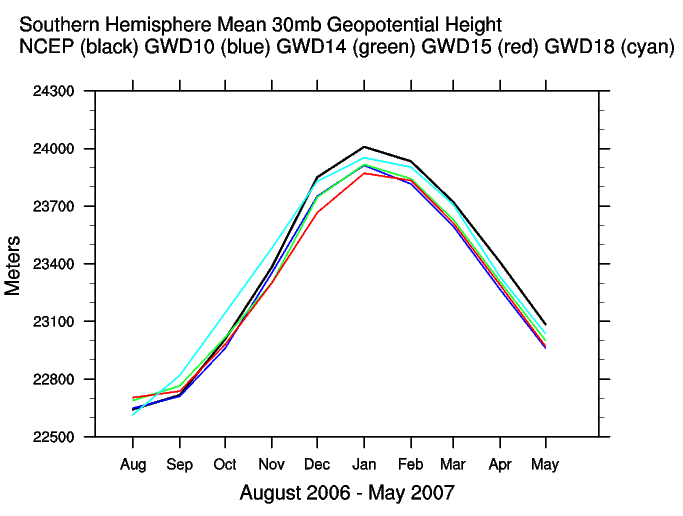 Southern Hemisphere Mean 30mb Geopotential Height
NCEP (black) GWD10 (blue) GWD14 (green) GWD15 (red) GWD18 (cyan)
24300
24000
23700
23400
23100
22800
22500
Meters
Aug Sep Oct Nov Dec Jan Feb Mar Apr May
August 2006 - May 2007